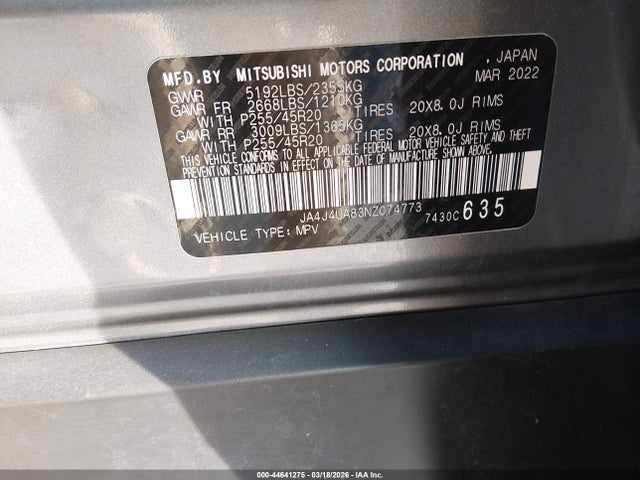 MFD.BY MITSUBISHI MOTORS CORPORATION , JAPAN
MAR 2022
GVWR 5192LBS/2355KG
GAWR FR 2668LBS/1210KG
WITH P255/45R20 TIRES 20X8.0J RIMS
GAWR RR 3009LBS/1365KG
WITH P255/45R20 TIRES 20X8.0J RIMS
THIS VEHICLE CONFORMS TO ALL APPLICABLE FEDERAL MOTOR VEHICLE SAFETY AND THEFT
PREVENTION STANDARDS IN EFFECT ON THE DATE OF MANUFACTURE SHOWN ABOVE.
JA4J4UA83NZ074773
7430C 635
VEHICLE TYPE: MPV
000-44641275 - 03/18/2026 - IAA Inc.